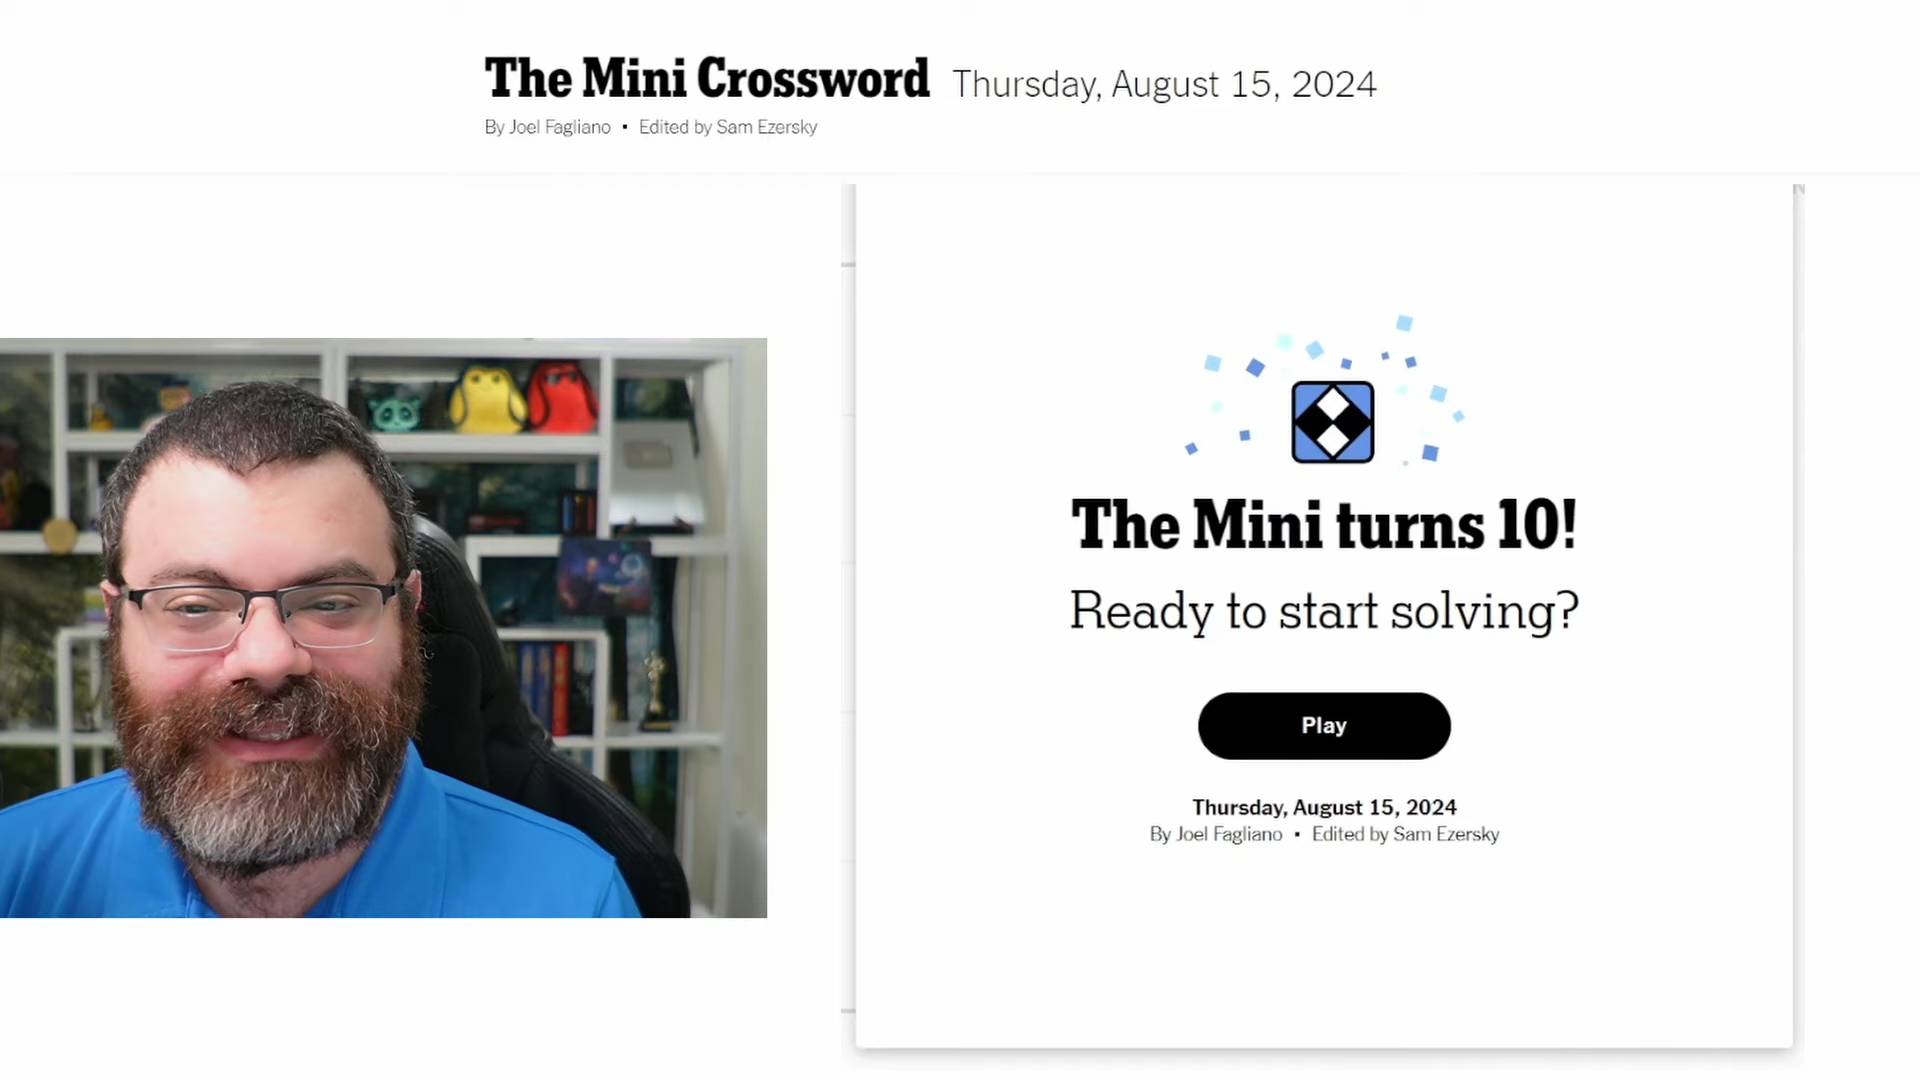 The Mini Crossword Thursday, August 15, 2024
By Joel Fagliano • Edited by Sam Ezersky
The Mini turns 10!
Ready to start solving?
Play
Thursday, August 15, 2024
By Joel Fagliano • Edited by Sam Ezersky